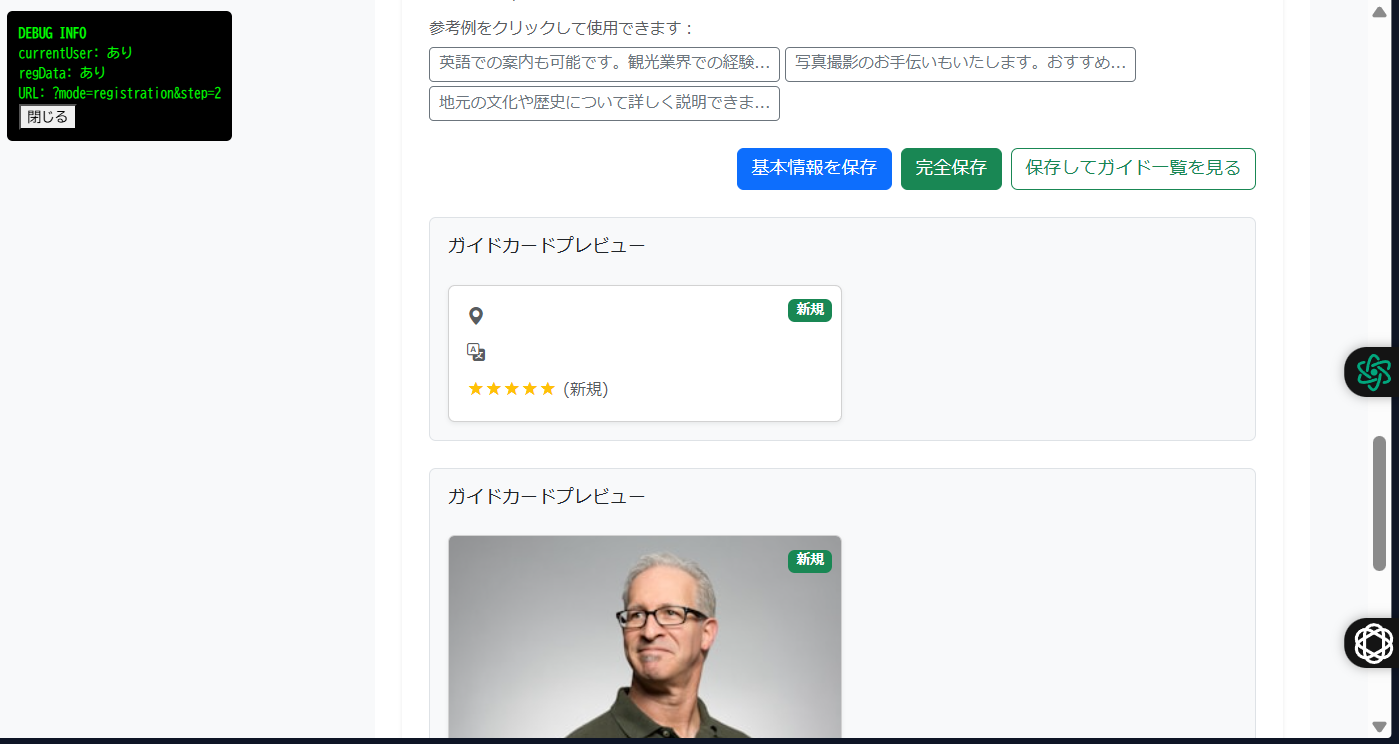 DEBUG INFO
currentUser: あり
regData: あり
URL: ?mode=registration&step=2
閉じる
参考例をクリックして使用できます：
英語での案内も可能です。観光業界での経験...
写真撮影のお手伝いもいたします。おすすめ...
地元の文化や歴史について詳しく説明できま...
基本情報を保存
完全保存
保存してガイド一覧を見る
ガイドカードプレビュー
新規
(新規)
ガイドカードプレビュー
新規